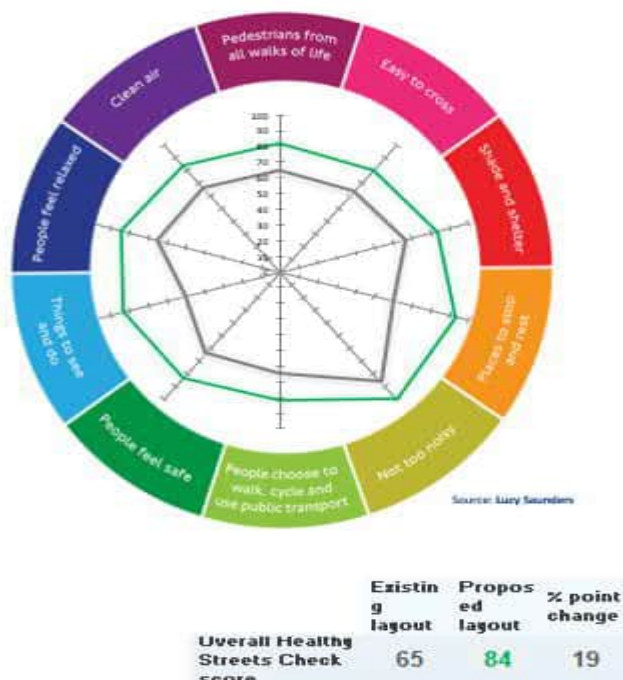 Pedestrians from
all walks of life
Easy to cross
Shade and shelter
Places to stop
and rest
Not too noisy
People choose to
walk, cycle and
use public transport
People feel safe
Things to see
and do
People feel relaxed
Clean air
100
90
80
70
60
50
40
30
20
10
Source: Lucy Saunders
Existin
g
layout
Propos
ed
layout
% point
change
Overall Healthy
Streets Check
score
65
84
19